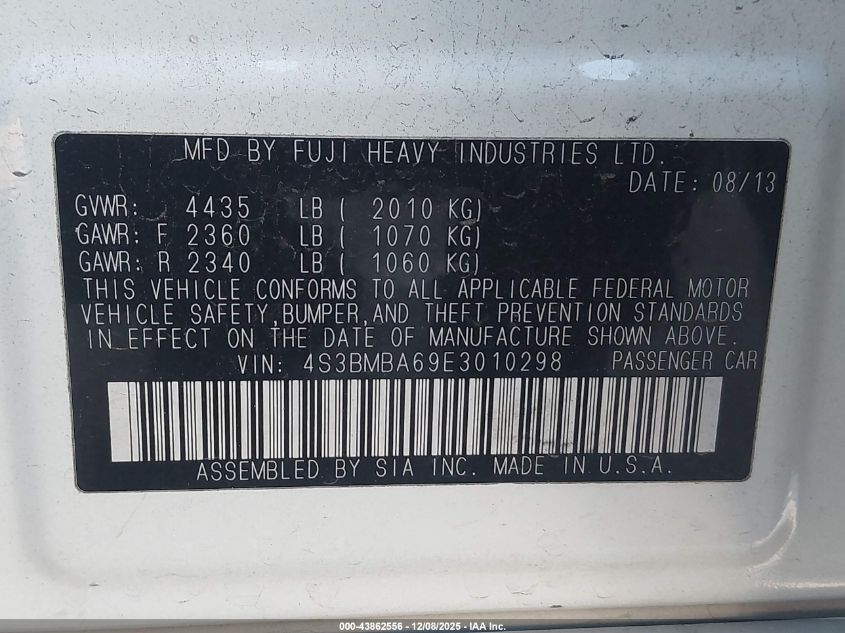 MFD BY FUJI HEAVY INDUSTRIES LTD.
DATE: 08/13
GVWR: 4435 LB ( 2010 KG)
GAWR: F 2360 LB ( 1070 KG)
GAWR: R 2340 LB ( 1060 KG)
THIS VEHICLE CONFORMS TO ALL APPLICABLE FEDERAL MOTOR
VEHICLE SAFETY, BUMPER, AND THEFT PREVENTION STANDARDS
IN EFFECT ON THE DATE OF MANUFACTURE SHOWN ABOVE.
VIN: 4S3BMBA69E3010298 PASSENGER CAR
ASSEMBLED BY SIA INC. MADE IN U.S.A.
000-43862556 - 12/08/2025 - IAA Inc.